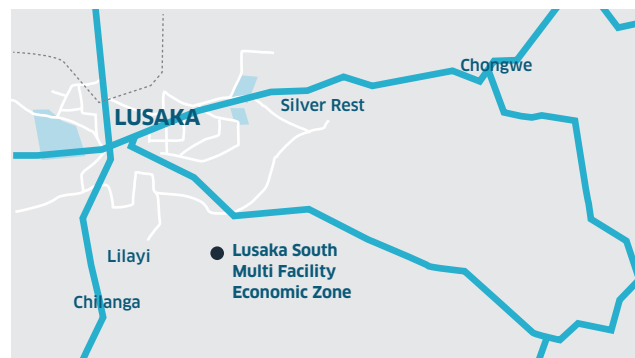 Chongwe
Silver Rest
LUSAKA
Lilayi
Lusaka South
Multi Facility
Economic Zone
Chilanga